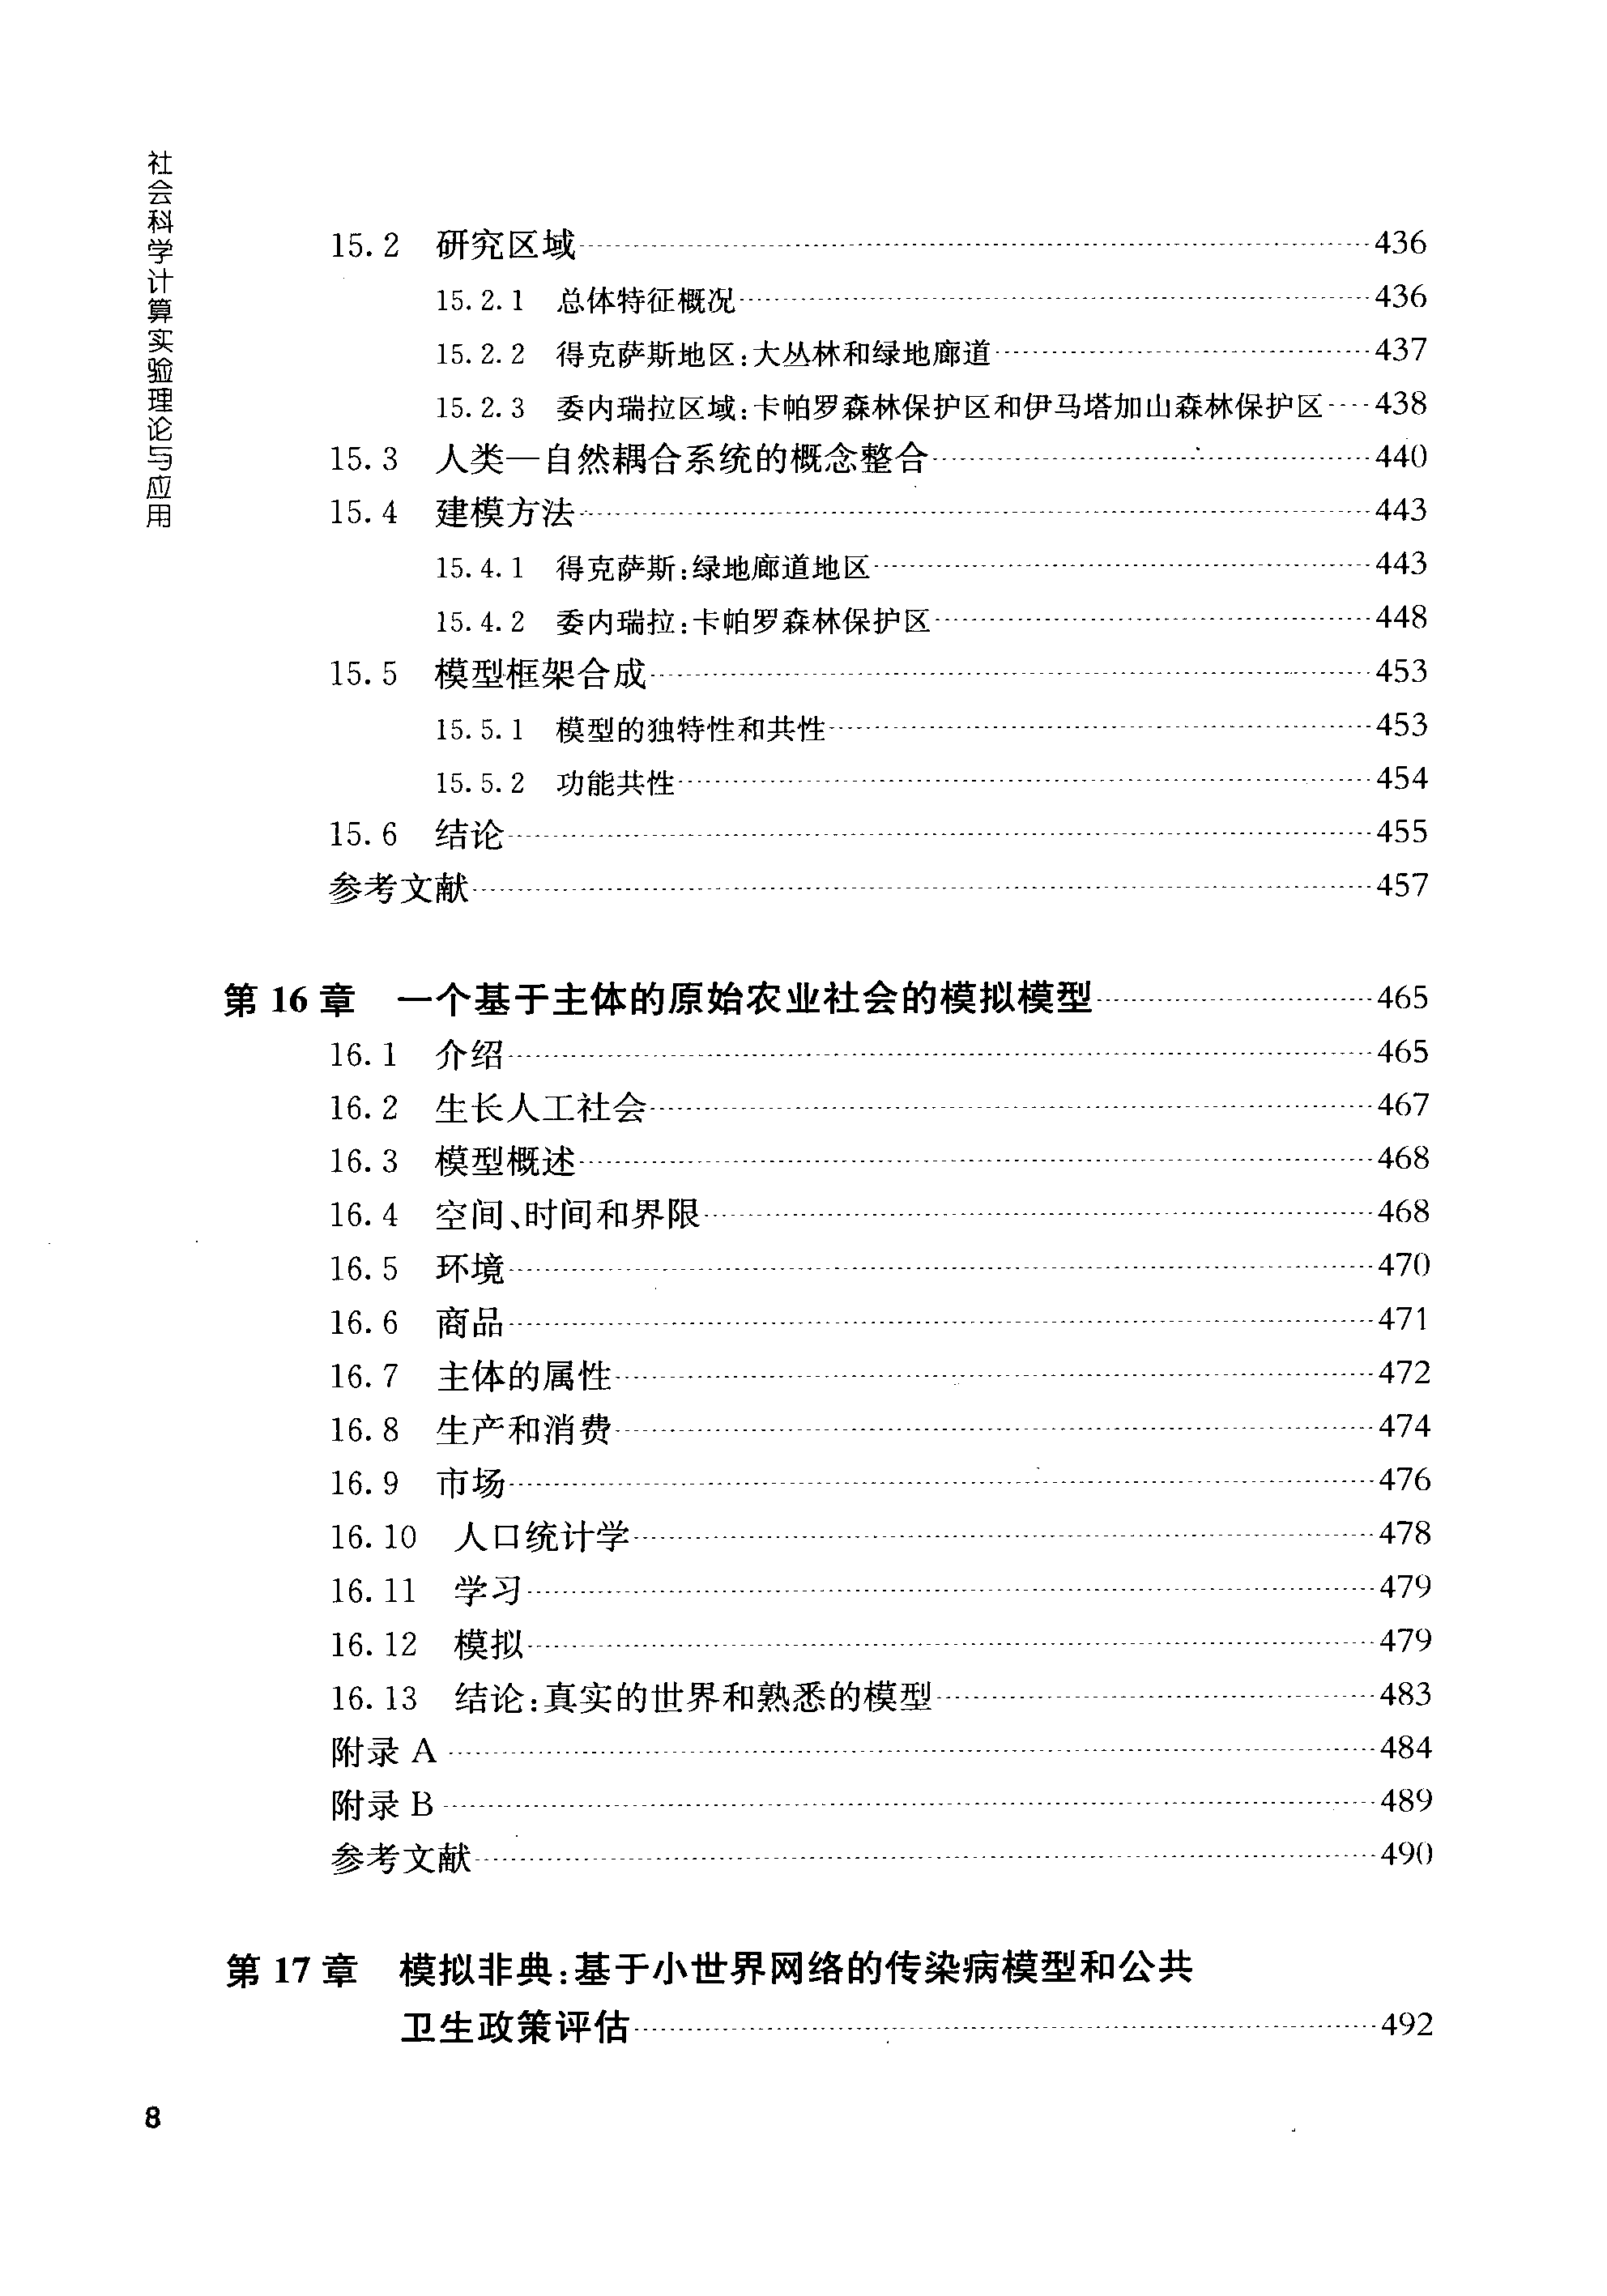 社会科学计算实验理论与应用
15.2 研究区域 436
15.2.1 总体特征概况 436
15.2.2 得克萨斯地区:大丛林和绿地廊道 437
15.2.3 委内瑞拉区域:卡帕罗森林保护区和伊马塔加山森林保护区 438
15.3 人类—自然耦合系统的概念整合 440
15.4 建模方法 443
15.4.1 得克萨斯:绿地廊道地区 443
15.4.2 委内瑞拉:卡帕罗森林保护区 448
15.5 模型框架合成 453
15.5.1 模型的独特性和共性 453
15.5.2 功能共性 454
15.6 结论 455
参考文献 457
第 16 章 一个基于主体的原始农业社会的模拟模型 465
16.1 介绍 465
16.2 生长人工社会 467
16.3 模型概述 468
16.4 空间、时间和界限 468
16.5 环境 470
16.6 商品 471
16.7 主体的属性 472
16.8 生产和消费 474
16.9 市场 476
16.10 人口统计学 478
16.11 学习 479
16.12 模拟 479
16.13 结论:真实的世界和熟悉的模型 483
附录 A 484
附录 B 489
参考文献 490
第 17 章 模拟非典:基于小世界网络的传染病模型和公共
卫生政策评估 492
8